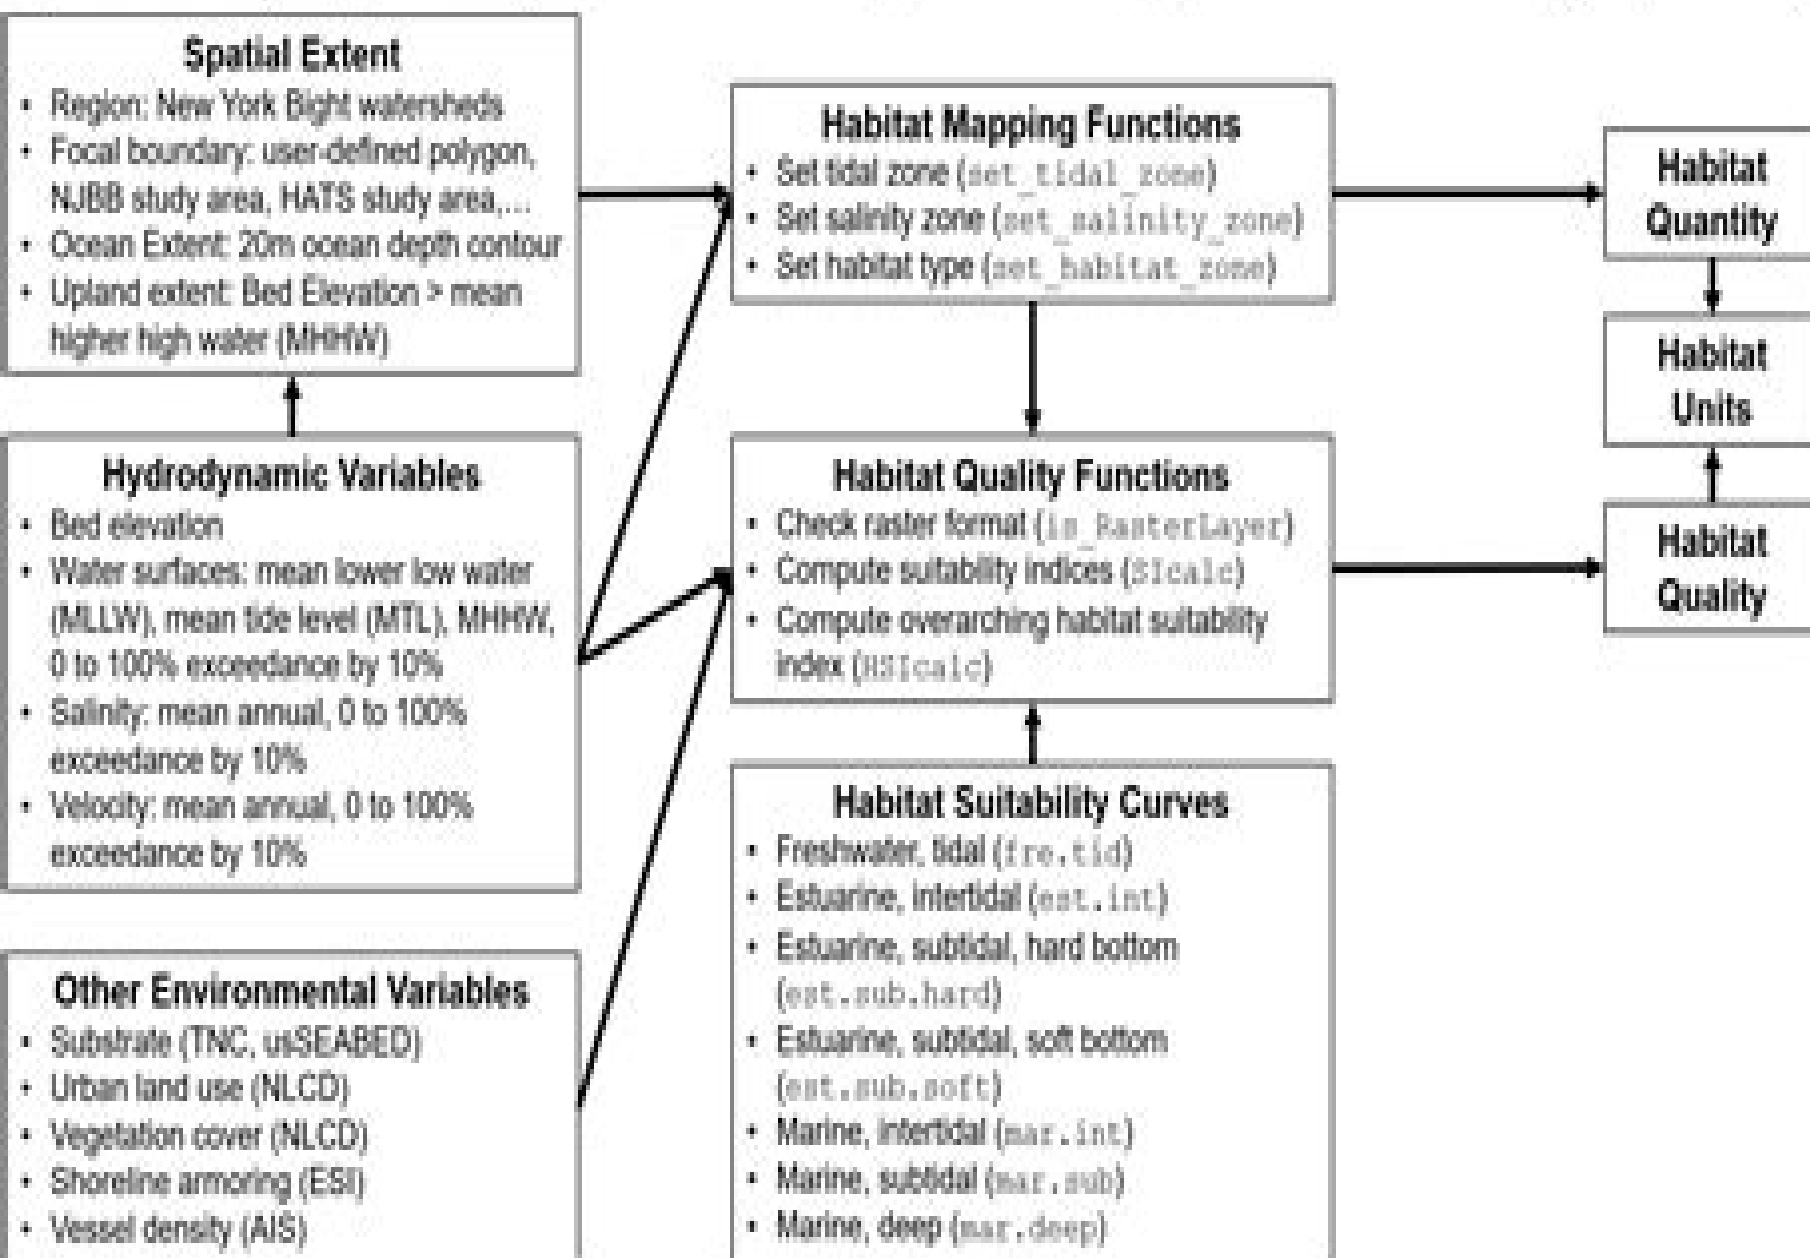 Spatial Extent
• Region: New York Bight watersheds
• Focal boundary: user-defined polygon,
NJBB study area, HATS study area,...
• Ocean Extent: 20m ocean depth contour
• Upland extent: Bed Elevation > mean
higher high water (MHHW)
Hydrodynamic Variables
• Bed elevation
• Water surfaces: mean lower low water
(MLLW), mean tide level (MTL), MHHW,
0 to 100% exceedance by 10%
• Salinity: mean annual, 0 to 100%
exceedance by 10%
• Velocity: mean annual, 0 to 100%
exceedance by 10%
Other Environmental Variables
• Substrate (TNC, usSEABED)
• Urban land use (NLCD)
• Vegetation cover (NLCD)
• Shoreline armoring (ESI)
• Vessel density (AIS)
Habitat Mapping Functions
• Set tidal zone (set_tidal_zone)
• Set salinity zone (set_salinity_zone)
• Set habitat type (set_habitat_zone)
Habitat Quality Functions
• Check raster format (is_RasterLayer)
• Compute suitability indices (SIcalc)
• Compute overarching habitat suitability
index (HSIcalc)
Habitat Suitability Curves
• Freshwater, tidal (fre.tid)
• Estuarine, intertidal (est.int)
• Estuarine, subtidal, hard bottom
(est.sub.hard)
• Estuarine, subtidal, soft bottom
(est.sub.soft)
• Marine, intertidal (mar.int)
• Marine, subtidal (mar.sub)
• Marine, deep (mar.deep)
Habitat
Quantity
Habitat
Units
Habitat
Quality